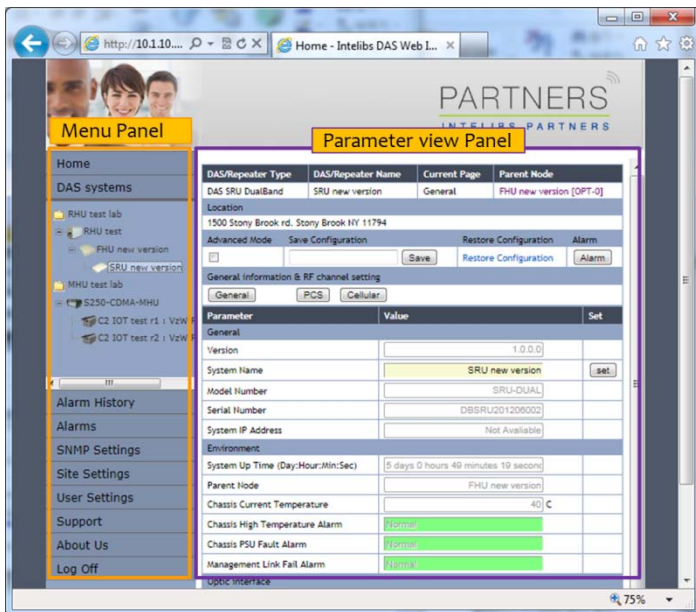 http://10.1.10....
Home - Intelibs DAS Web I...
PARTNERS
INTELIBS PARTNERS
Menu Panel
Parameter view Panel
Home
DAS systems
RHU test lab
RHU test
FHU new version
SRU new version
MHU test lab
S250-CDMA-MHU
C2 IOT test r1 : VzW
C2 IOT test r2 : VzW
Alarm History
Alarms
SNMP Settings
Site Settings
User Settings
Support
About Us
Log Off
DAS/Repeater Type DAS/Repeater Name Current Page Parent Node
DAS SRU DualBand SRU new version General FHU new version [OPT-0]
Location
1500 Stony Brook rd. Stony Brook NY 11794
Advanced Mode Save Configuration Restore Configuration Alarm
Save Restore Configuration Alarm
General information & RF channel setting
General PCS Cellular
Parameter Value Set
General
Version 1.0.0.0
System Name SRU new version set
Model Number SRU-DUAL
Serial Number DBSRU201206002
System IP Address Not Avaliable
Environment
System Up Time (Day:Hour:Min:Sec) 5 days 0 hours 49 minutes 19 second
Parent Node FHU new version
Chassis Current Temperature 40 C
Chassis High Temperature Alarm Normal
Chassis PSU Fault Alarm Normal
Management Link Fail Alarm Normal
Optic Interface
75%